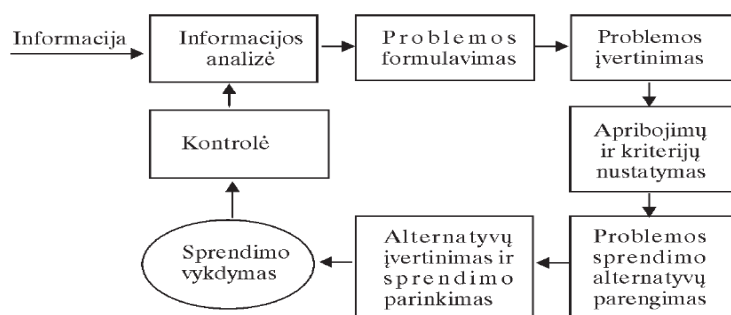 Informacija
Informacijos
analizė
Problemos
formulavimas
Problemos
įvertinimas
Apribojimų
ir kriterijų
nustatymas
Problemos
sprendimo
alternatyvų
parengimas
Alternatyvų
įvertinimas ir
sprendimo
parinkimas
Sprendimo
vykdymas
Kontrolė